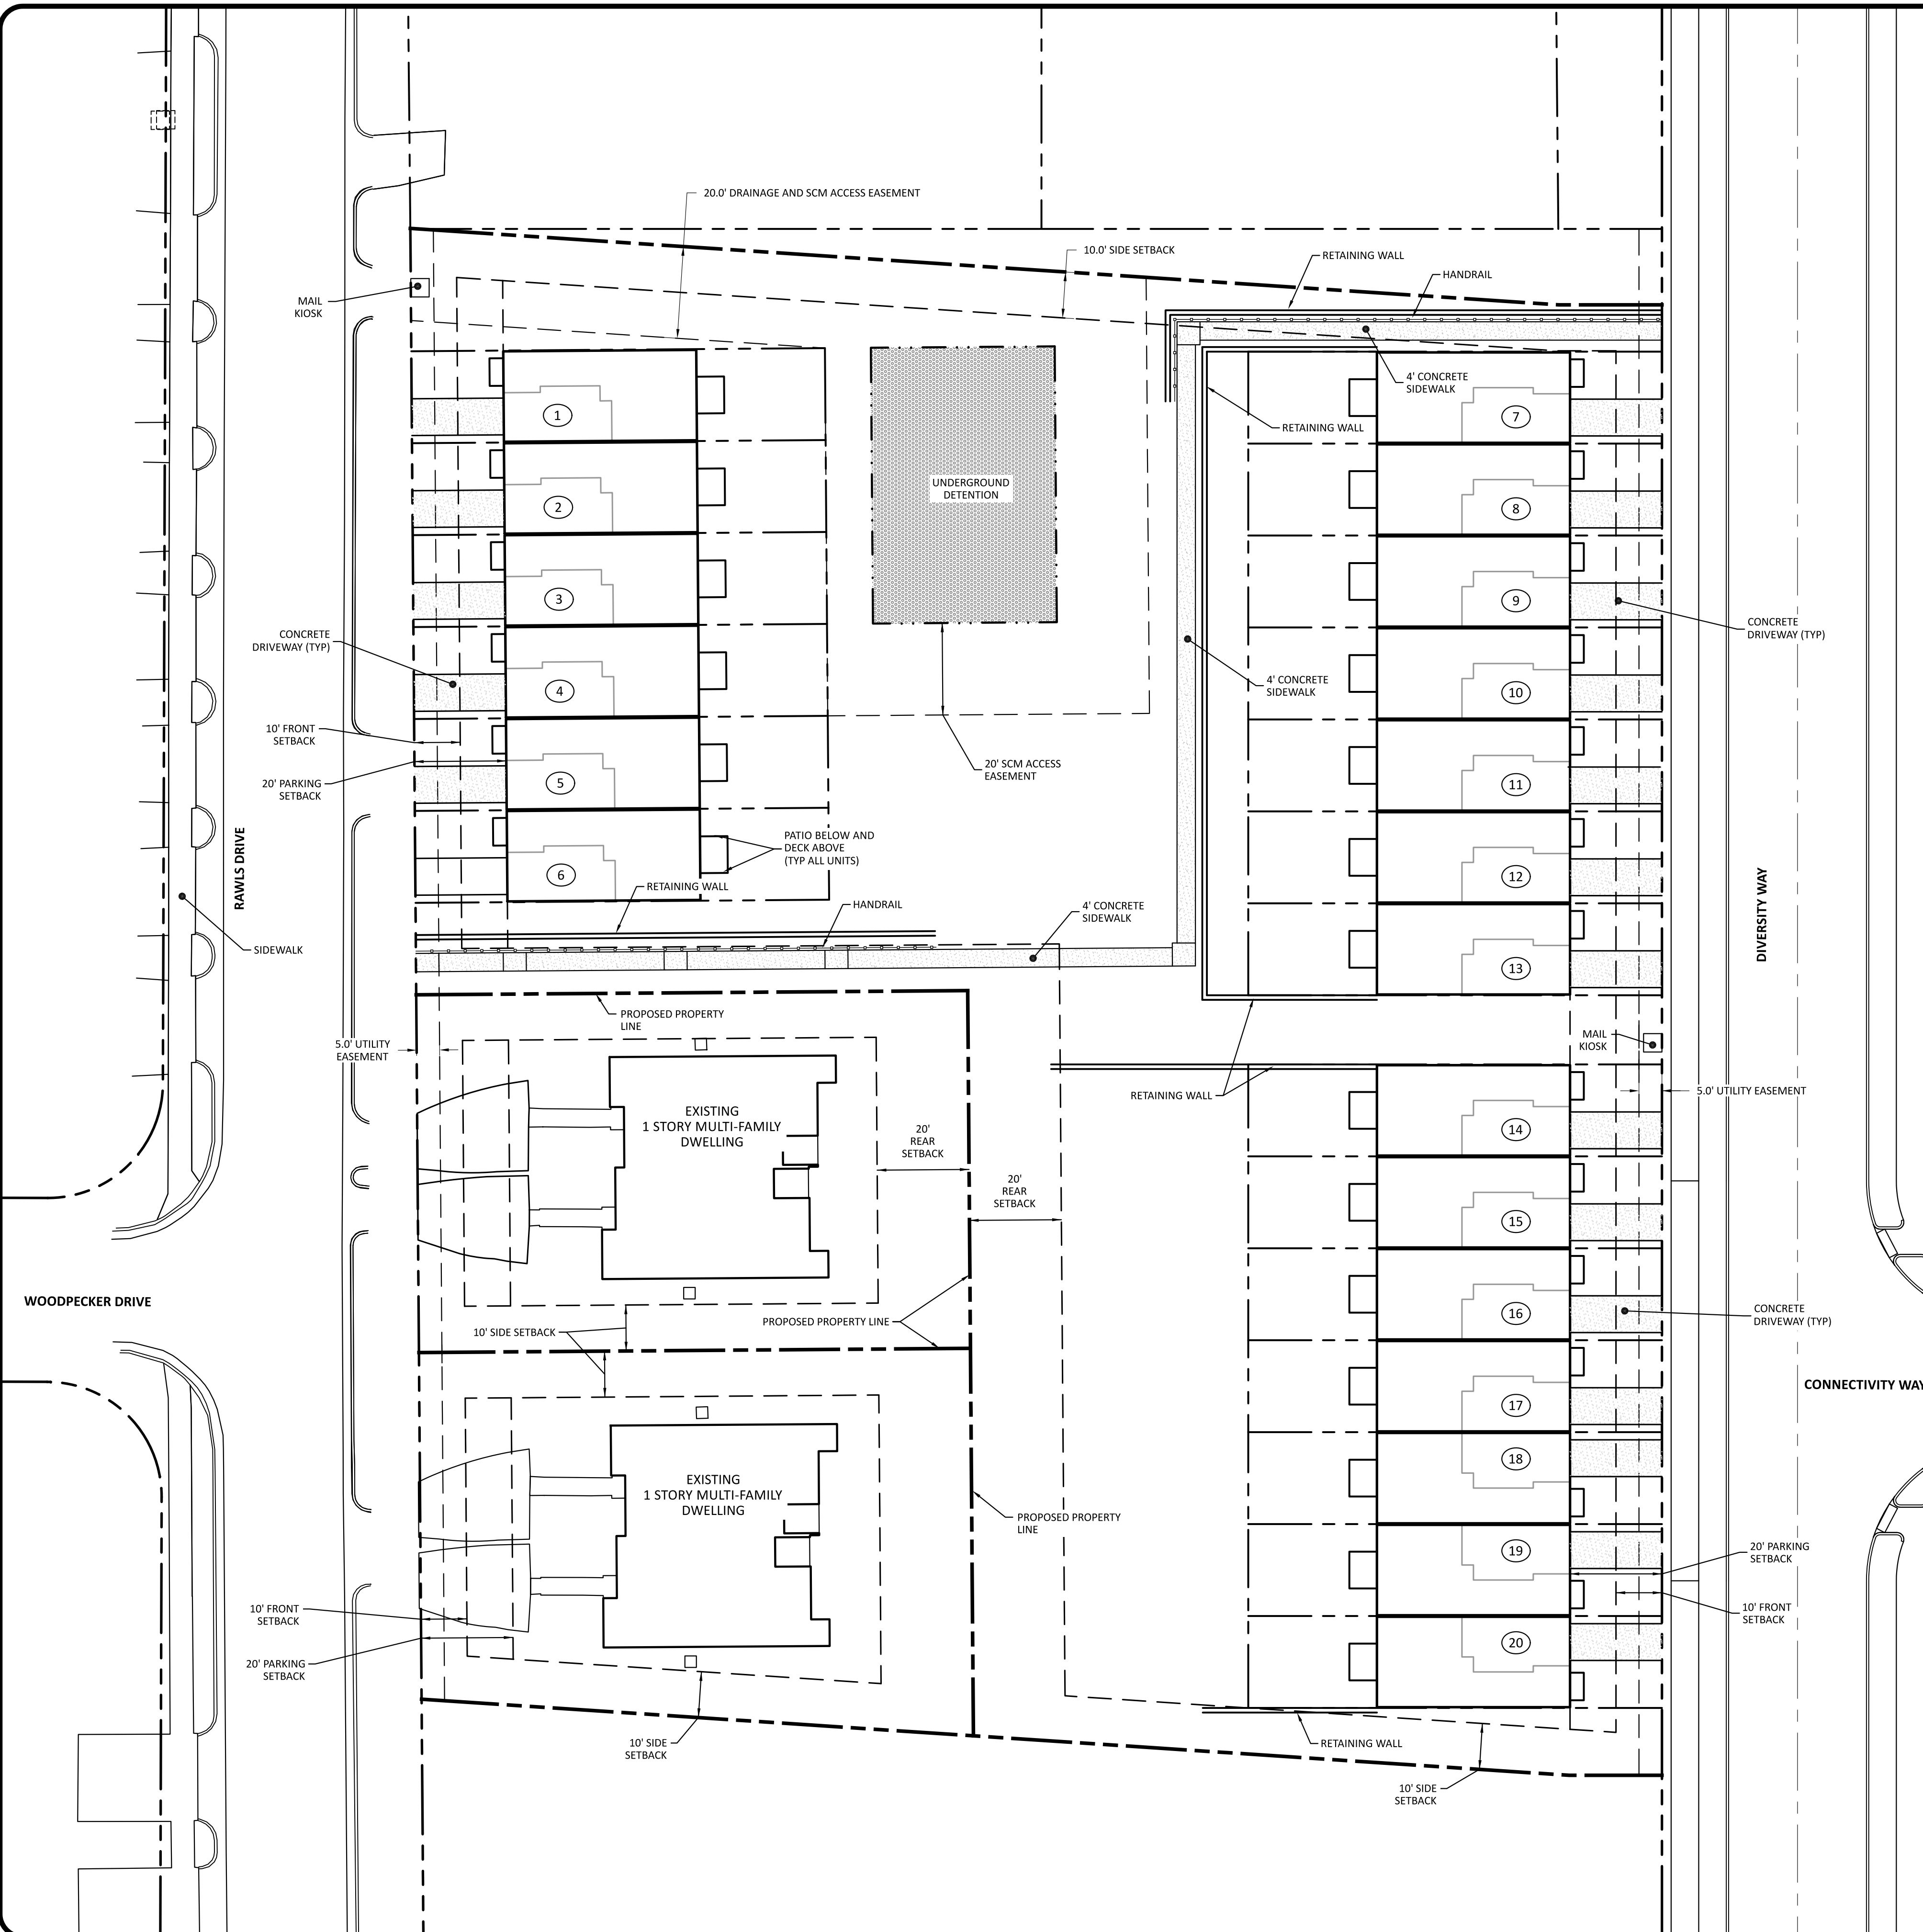 20.0' DRAINAGE AND SCM ACCESS EASEMENT
10.0' SIDE SETBACK
RETAINING WALL
HANDRAIL
MAIL
KIOSK
4' CONCRETE
SIDEWALK
RETAINING WALL
1
7
UNDERGROUND
DETENTION
2
8
3
9
CONCRETE
DRIVEWAY (TYP)
CONCRETE
DRIVEWAY (TYP)
4
4' CONCRETE
SIDEWALK
10
10' FRONT
SETBACK
20' PARKING
SETBACK
20' SCM ACCESS
EASEMENT
5
11
RAWLS DRIVE
PATIO BELOW AND
DECK ABOVE
(TYP ALL UNITS)
6
12
RETAINING WALL
HANDRAIL
4' CONCRETE
SIDEWALK
DIVERSITY WAY
SIDEWALK
13
PROPOSED PROPERTY
LINE
5.0' UTILITY
EASEMENT
MAIL
KIOSK
RETAINING WALL
5.0' UTILITY EASEMENT
EXISTING
1 STORY MULTI-FAMILY
DWELLING
20'
REAR
SETBACK
14
20'
REAR
SETBACK
15
WOODPECKER DRIVE
10' SIDE SETBACK
PROPOSED PROPERTY LINE
16
CONCRETE
DRIVEWAY (TYP)
CONNECTIVITY WAY
17
18
EXISTING
1 STORY MULTI-FAMILY
DWELLING
PROPOSED PROPERTY
LINE
19
20' PARKING
SETBACK
10' FRONT
SETBACK
10' FRONT
SETBACK
20
20' PARKING
SETBACK
10' SIDE
SETBACK
RETAINING WALL
10' SIDE
SETBACK